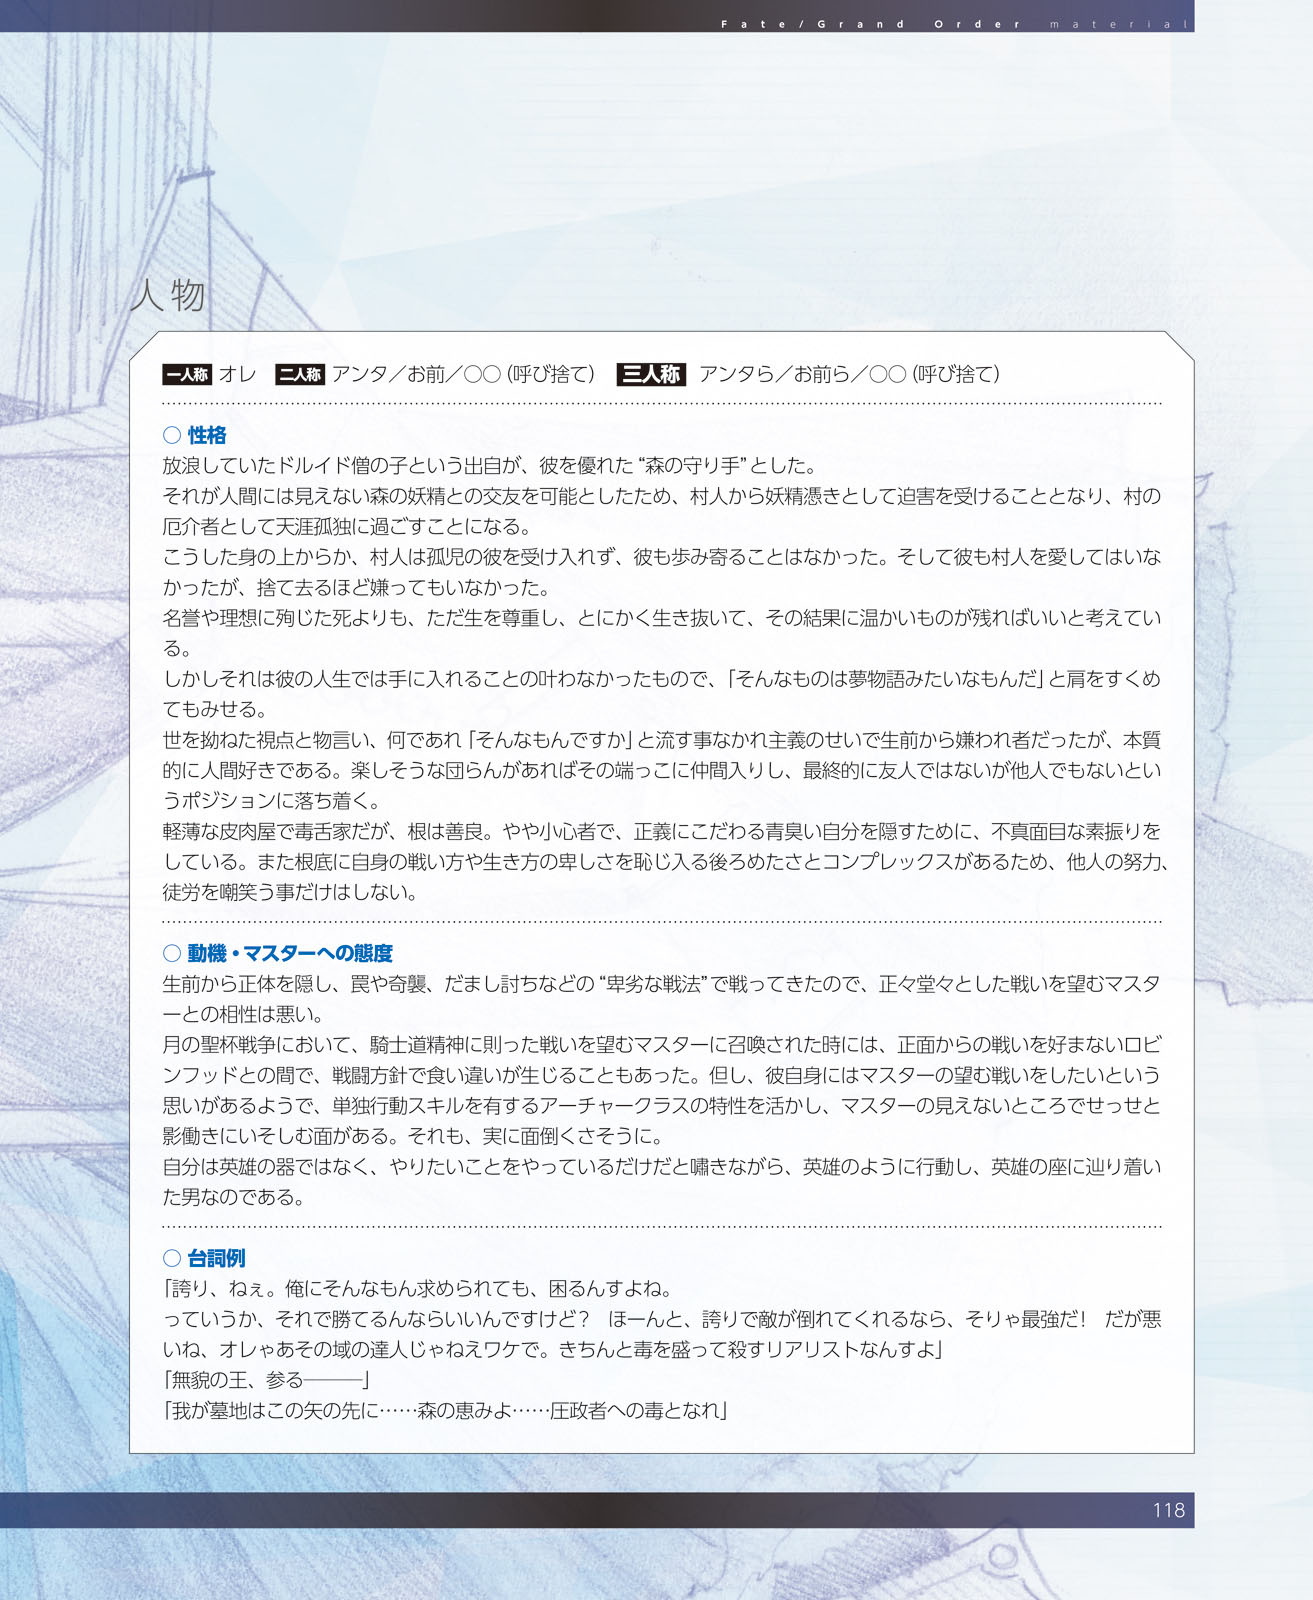 Fate/Grand Order material
人物
一人称 オレ 二人称 アンタ／お前／○○（呼び捨て） 三人称 アンタら／お前ら／○○（呼び捨て）
○ 性格
放浪していたドルイド僧の子という出自が、彼を優れた“森の守り手”とした。
それが人間には見えない森の妖精との交友を可能としたため、村人から妖精憑きとして迫害を受けることとなり、村の
厄介者として天涯孤独に過ごすことになる。
こうした身の上からか、村人は孤児の彼を受け入れず、彼も歩み寄ることはなかった。そして彼も村人を愛してはいな
かったが、捨て去るほど嫌ってもいなかった。
名誉や理想に殉じた死よりも、ただ生を尊重し、とにかく生き抜いて、その結果に温かいものが残ればいいと考えてい
る。
しかしそれは彼の人生では手に入れることの叶わなかったもので、「そんなものは夢物語みたいなもんだ」と肩をすくめ
てもみせる。
世を拗ねた視点と物言い、何であれ「そんなもんですか」と流す事なかれ主義のせいで生前から嫌われ者だったが、本質
的に人間好きである。楽しそうな団らんがあればその端っこに仲間入りし、最終的に友人ではないが他人でもないとい
うポジションに落ち着く。
軽薄な皮肉屋で毒舌家だが、根は善良。やや小心者で、正義にこだわる青臭い自分を隠すために、不真面目な素振りを
している。また根底に自身の戦い方や生き方の卑しさを恥じ入る後ろめたさとコンプレックスがあるため、他人の努力、
徒労を嘲笑う事だけはしない。
○ 動機・マスターへの態度
生前から正体を隠し、罠や奇襲、だまし討ちなどの“卑劣な戦法”で戦ってきたので、正々堂々とした戦いを望むマスタ
ーとの相性は悪い。
月の聖杯戦争において、騎士道精神に則った戦いを望むマスターに召喚された時には、正面からの戦いを好まないロビ
ンフッドとの間で、戦闘方針で食い違いが生じることもあった。但し、彼自身にはマスターの望む戦いをしたいという
思いがあるようで、単独行動スキルを有するアーチャークラスの特性を活かし、マスターの見えないところでせっせと
影働きにいそしむ面がある。それも、実に面倒くさそうに。
自分は英雄の器ではなく、やりたいことをやっているだけだと嘯きながら、英雄のように行動し、英雄の座に辿り着い
た男なのである。
○ 台詞例
「誇り、ねぇ。俺にそんなもん求められても、困るんすよね。
っていうか、それで勝てるんならいいんですけど？　ほーんと、誇りで敵が倒れてくれるなら、そりゃ最強だ！　だが悪
いね、オレゃあその域の達人じゃねえワケで。きちんと毒を盛って殺すリアリストなんすよ」
「無貌の王、参る―――」
「我が墓地はこの矢の先に……森の恵みよ……圧政者への毒となれ」
118